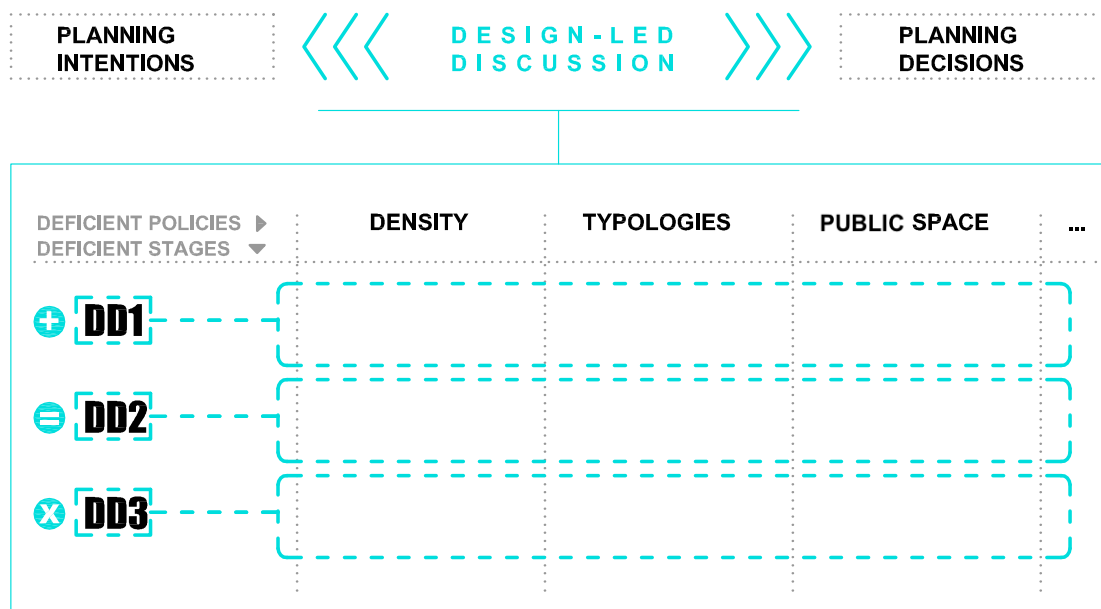 PLANNING
INTENTIONS
DESIGN-LED
DISCUSSION
PLANNING
DECISIONS
DEFICIENT POLICIES
DEFICIENT STAGES
DENSITY
TYPOLOGIES
PUBLIC SPACE
...
+ DD1
= DD2
X DD3